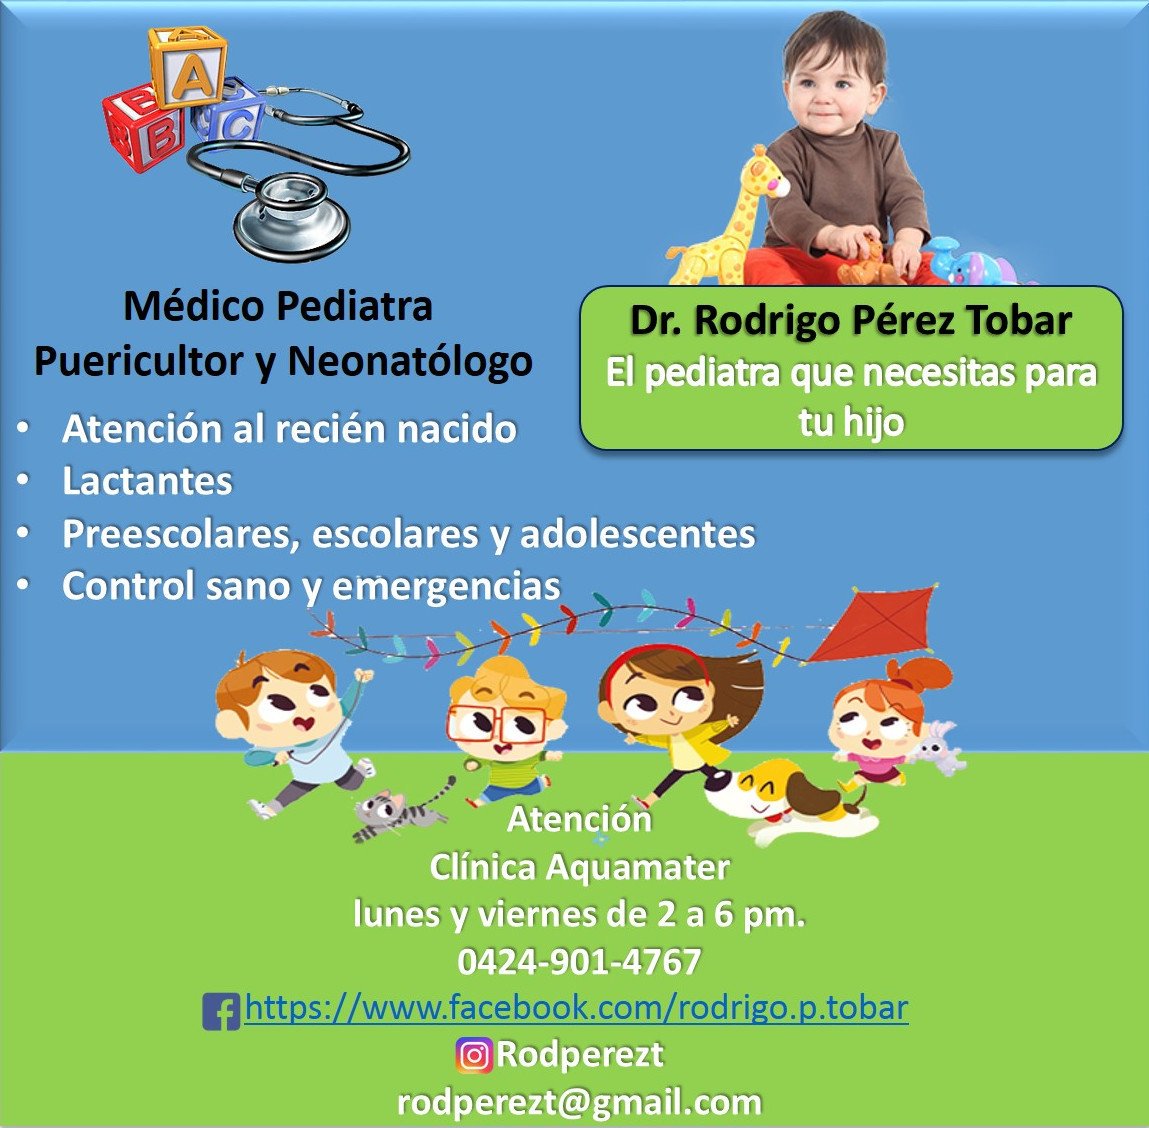 A
B
B
B
C
C
Médico Pediatra
Puericultor y Neonatólogo
Dr. Rodrigo Pérez Tobar
El pediatra que necesitas para
tu hijo
• Atención al recién nacido
• Lactantes
• Preescolares, escolares y adolescentes
• Control sano y emergencias
Atención
Clínica Aquamater
lunes y viernes de 2 a 6 pm.
0424-901-4767
https://www.facebook.com/rodrigo.p.tobar
Rodperezt
rodperezt@gmail.com